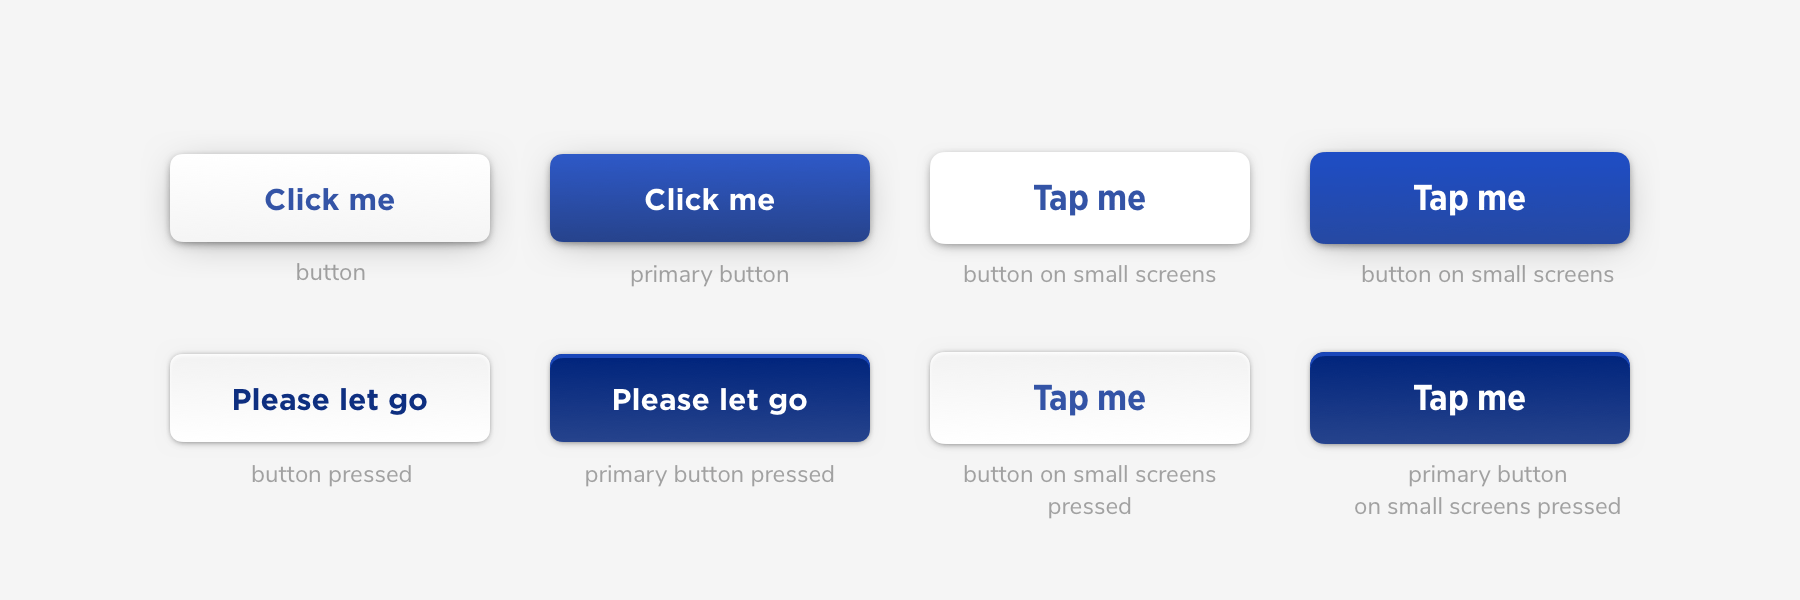 Click me
Click me
Tap me
Tap me
button
primary button
button on small screens
button on small screens
Please let go
Please let go
Tap me
Tap me
button pressed
primary button pressed
button on small screens
pressed
primary button
on small screens pressed